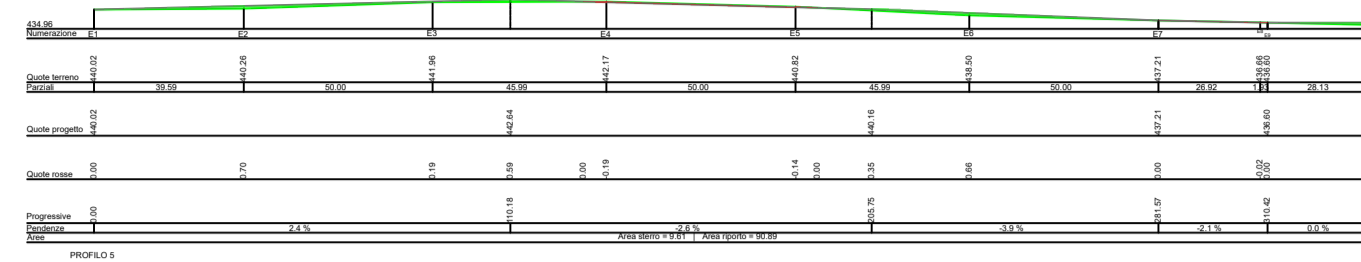 434.96
Numerazione E1 E2 E3 E4 E5 E6 E7 E9
Quote terreno 440.02 440.26 441.96 442.17 440.82 438.50 437.21 436.66 436.60
Parziali 39.59 50.00 45.99 50.00 45.99 50.00 26.92 1.93 28.13
Quote progetto 440.02 442.64 440.16 437.21 436.60
Quote rosse 0.00 0.70 0.19 0.59 0.00 -0.19 -0.14 0.00 0.35 0.66 0.00 -0.02 0.00
Progressive 0.00 110.18 205.75 281.57 310.42
Pendenze 2.4 % -2.6 % -3.9 % -2.1 % 0.0 %
Aree Area sterro = 9.61 | Area riporto = 90.89
PROFILO 5